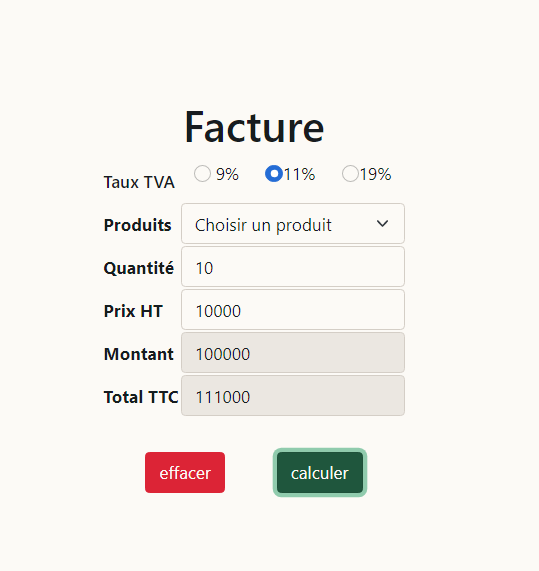 Facture
Taux TVA 9% 11% 19%
Produits Choisir un produit
Quantité 10
Prix HT 10000
Montant 100000
Total TTC 111000
effacer calculer